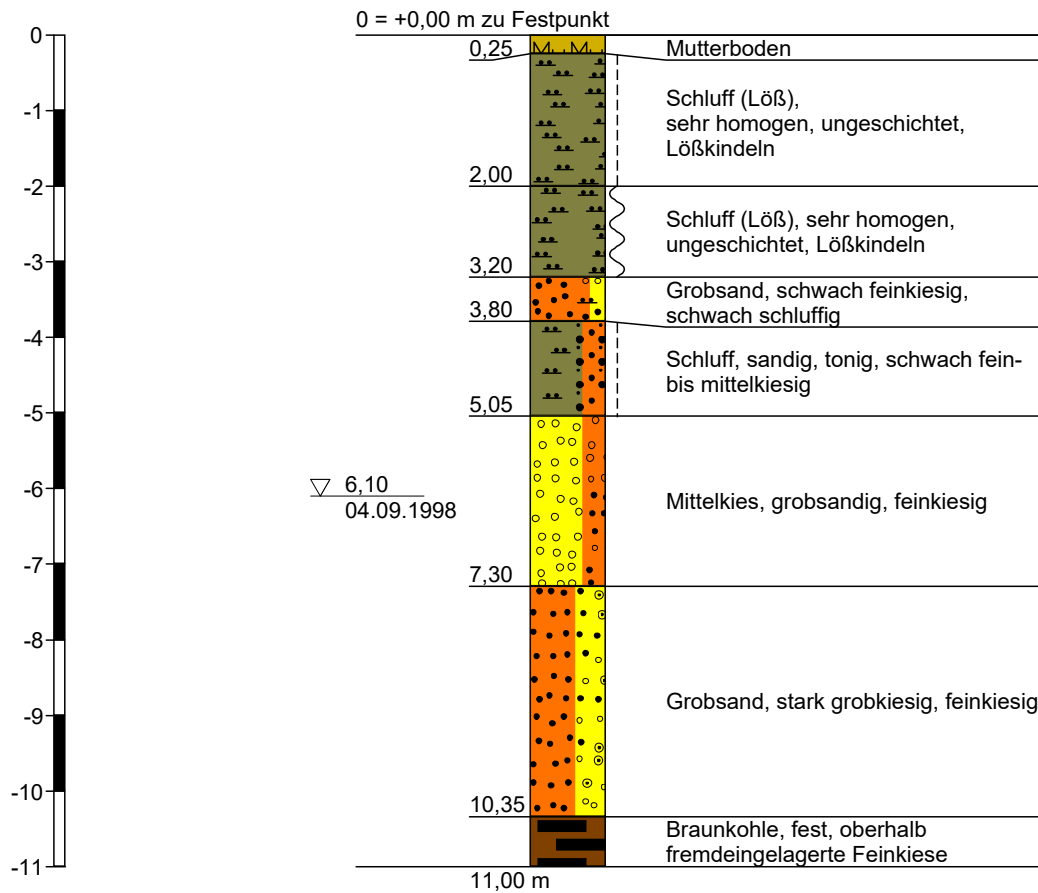 0 = +0,00 m zu Festpunkt
0
0,25
Mutterboden
Schluff (Löß),
sehr homogen, ungeschichtet,
Lößkindeln
-1
2,00
-2
Schluff (Löß), sehr homogen,
ungeschichtet, Lößkindeln
3,20
-3
Grobsand, schwach feinkiesig,
schwach schluffig
3,80
-4
Schluff, sandig, tonig, schwach fein-
bis mittelkiesig
5,05
-5
6,10
04.09.1998
-6
Mittelkies, grobsandig, feinkiesig
7,30
-7
-8
Grobsand, stark grobkiesig, feinkiesig
-9
-10
10,35
Braunkohle, fest, oberhalb
fremdeingelagerte Feinkiese
-11
11,00 m